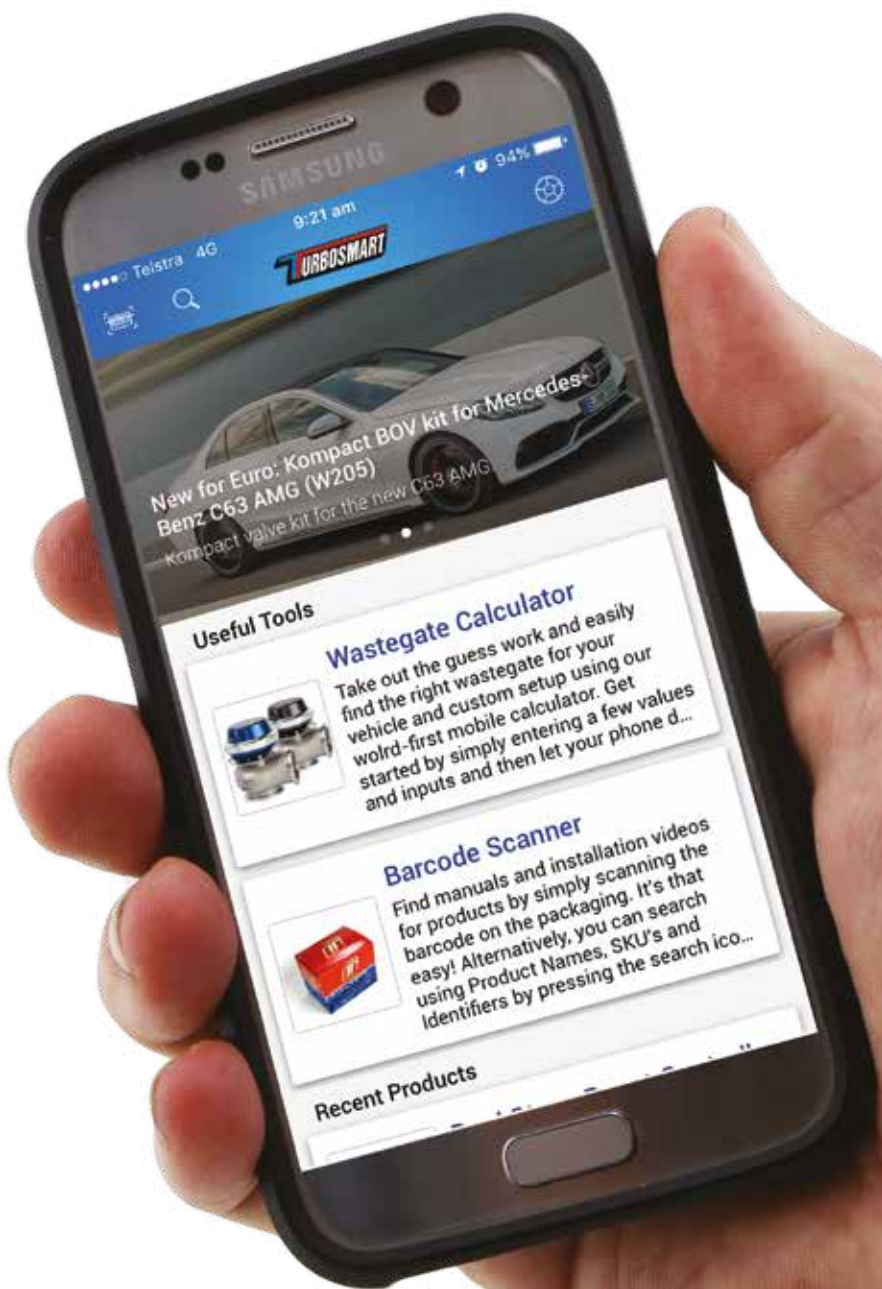 SAMSUNG
Telstra 4G
9:21 am
94%
TURBOSMART
New for Euro: Kompact BOV kit for Mercedes-
Benz C63 AMG (W205)
Kompact valve kit for the new C63 AMG
Useful Tools
Wastegate Calculator
Take out the guess work and easily
find the right wastegate for your
vehicle and custom setup using our
wolrd-first mobile calculator. Get
started by simply entering a few values
and inputs and then let your phone d...
Barcode Scanner
Find manuals and installation videos
for products by simply scanning the
barcode on the packaging. It's that
easy! Alternatively, you can search
using Product Names, SKU's and
Identifiers by pressing the search ico...
Recent Products